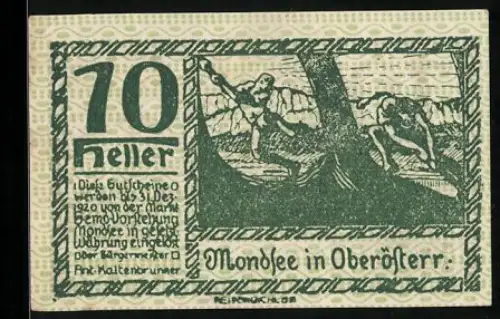 10
Heller
Diese Gutscheine
werden bis 31. Dez.
1920 von der Markt
Gemd-Vorstehung
Mondsee in gesetzl.
Währung eingelöst
Der Bürgermeister
Ant. Kaltenbrunner
Mondsee in Oberösterr.